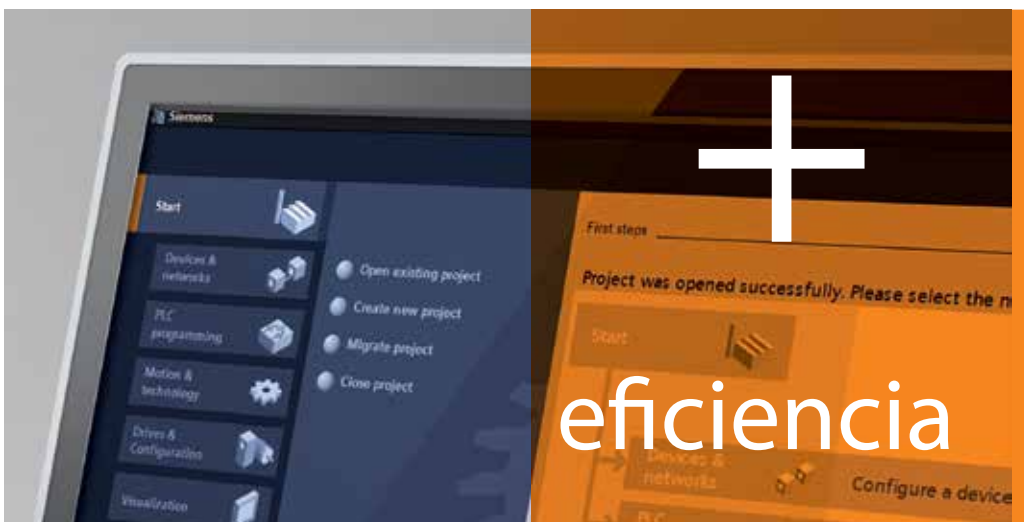 Siemens
Start
Devices &
networks
PLC
programming
Motion &
technology
Drives &
Configuration
Visualization
Open existing project
Create new project
Migrate project
Close project
First steps
Project was opened successfully. Please select the
Start
Devices &
networks
Configure a device
PLC
+
eficiencia